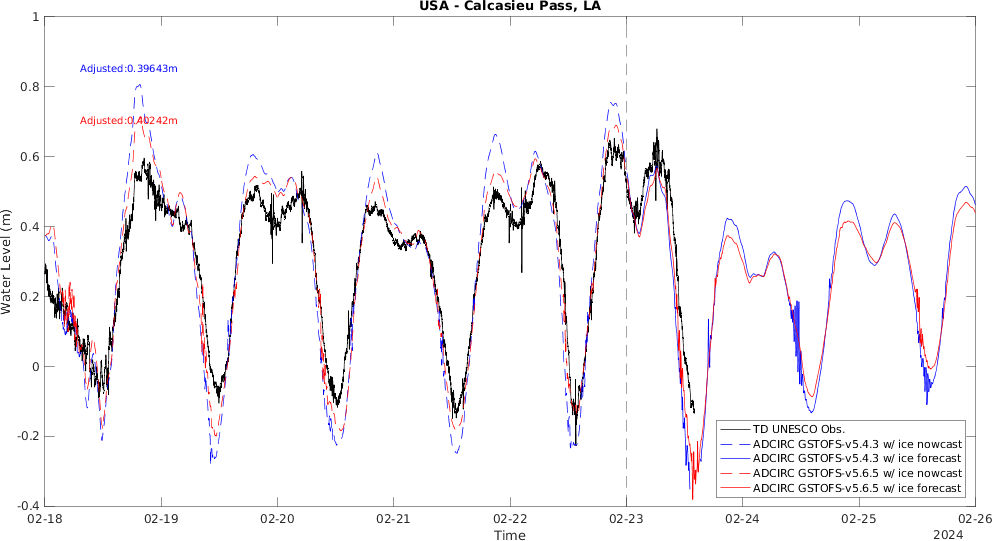 USA - Calcasieu Pass, LA
1
0.8
0.6
0.4
0.2
0
-0.2
-0.4
Water Level (m)
Adjusted:0.39643m
Adjusted:0.40242m
TD UNESCO Obs.
ADCIRC GSTOFS-v5.4.3 w/ ice nowcast
ADCIRC GSTOFS-v5.4.3 w/ ice forecast
ADCIRC GSTOFS-v5.6.5 w/ ice nowcast
ADCIRC GSTOFS-v5.6.5 w/ ice forecast
02-18 02-19 02-20 02-21 02-22 02-23 02-24 02-25 02-26
Time
2024